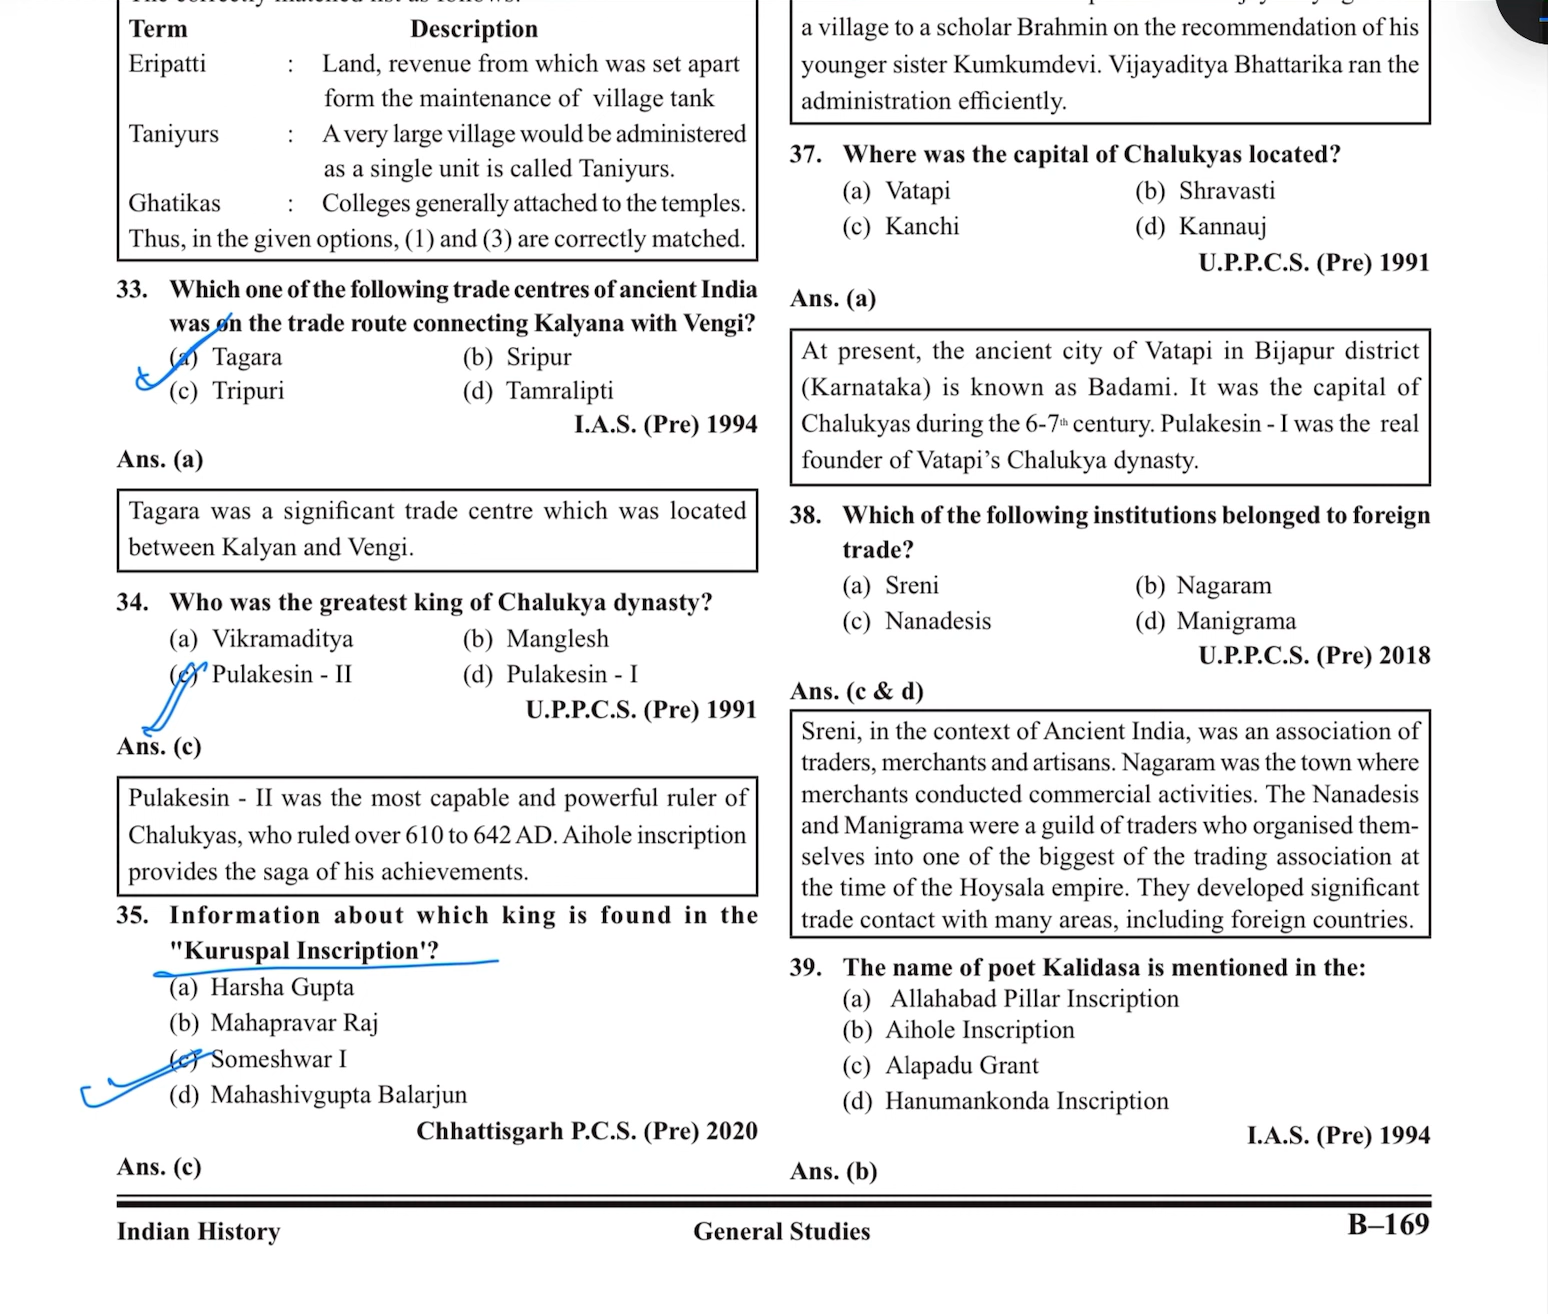 Term Description
Eripatti : Land, revenue from which was set apart
form the maintenance of village tank
Taniyurs : A very large village would be administered
as a single unit is called Taniyurs.
Ghatikas : Colleges generally attached to the temples.
Thus, in the given options, (1) and (3) are correctly matched.
33. Which one of the following trade centres of ancient India
was on the trade route connecting Kalyana with Vengi?
(a) Tagara (b) Sripur
(c) Tripuri (d) Tamralipti
I.A.S. (Pre) 1994
Ans. (a)
Tagara was a significant trade centre which was located
between Kalyan and Vengi.
34. Who was the greatest king of Chalukya dynasty?
(a) Vikramaditya (b) Manglesh
(c) Pulakesin - II (d) Pulakesin - I
U.P.P.C.S. (Pre) 1991
Ans. (c)
Pulakesin - II was the most capable and powerful ruler of
Chalukyas, who ruled over 610 to 642 AD. Aihole inscription
provides the saga of his achievements.
35. Information about which king is found in the
"Kuruspal Inscription'?
(a) Harsha Gupta
(b) Mahapravar Raj
(c) Someshwar I
(d) Mahashivgupta Balarjun
Chhattisgarh P.C.S. (Pre) 2020
Ans. (c)
a village to a scholar Brahmin on the recommendation of his
younger sister Kumkumdevi. Vijayaditya Bhattarika ran the
administration efficiently.
37. Where was the capital of Chalukyas located?
(a) Vatapi (b) Shravasti
(c) Kanchi (d) Kannauj
U.P.P.C.S. (Pre) 1991
Ans. (a)
At present, the ancient city of Vatapi in Bijapur district
(Karnataka) is known as Badami. It was the capital of
Chalukyas during the 6-7th century. Pulakesin - I was the real
founder of Vatapi’s Chalukya dynasty.
38. Which of the following institutions belonged to foreign
trade?
(a) Sreni (b) Nagaram
(c) Nanadesis (d) Manigrama
U.P.P.C.S. (Pre) 2018
Ans. (c & d)
Sreni, in the context of Ancient India, was an association of
traders, merchants and artisans. Nagaram was the town where
merchants conducted commercial activities. The Nanadesis
and Manigrama were a guild of traders who organised them-
selves into one of the biggest of the trading association at
the time of the Hoysala empire. They developed significant
trade contact with many areas, including foreign countries.
39. The name of poet Kalidasa is mentioned in the:
(a) Allahabad Pillar Inscription
(b) Aihole Inscription
(c) Alapadu Grant
(d) Hanumankonda Inscription
I.A.S. (Pre) 1994
Ans. (b)
Indian History General Studies B–169